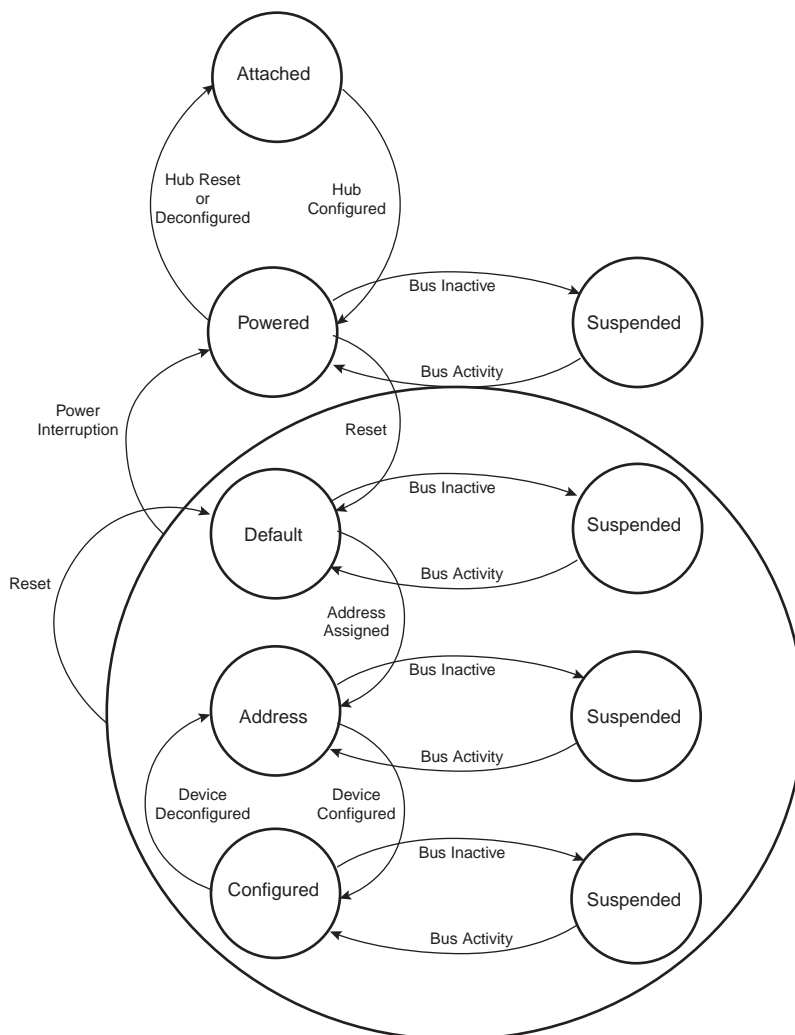 Attached
Hub Reset
or
Deconfigured
Hub
Configured
Powered
Bus Inactive
Suspended
Bus Activity
Power
Interruption
Reset
Default
Bus Inactive
Suspended
Bus Activity
Reset
Address
Assigned
Address
Bus Inactive
Suspended
Bus Activity
Device
Deconfigured
Device
Configured
Configured
Bus Inactive
Suspended
Bus Activity